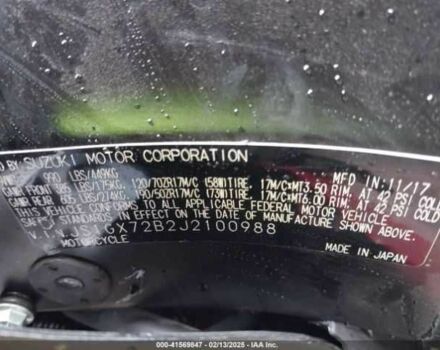 D BY SUZUKI MOTOR CORPORATION MFD IN:11/17
990 LBS/449KG
GAWR FRONT 385 LBS/175KG, 120/70ZR17M/C (58W)TIRE, 17M/C×MT3.50 RIM, AT 36 PSI COLD
GAWR REAR 605 LBS/274KG, 190/50ZR17M/C (73W)TIRE, 17M/C×MT6.00 RIM, AT 42 PSI COLD
THIS VEHICLE CONFORMS TO ALL APPLICABLE FEDERAL MOTOR VEHICLE
SAFETY STANDARDS IN EFFECT ON THE DATE OF MANUFACTURE SHOWN ABOVE.
X72B2J2100988
MOTORCYCLE MADE IN JAPAN
000-41569847 - 02/13/2025 - IAA Inc.